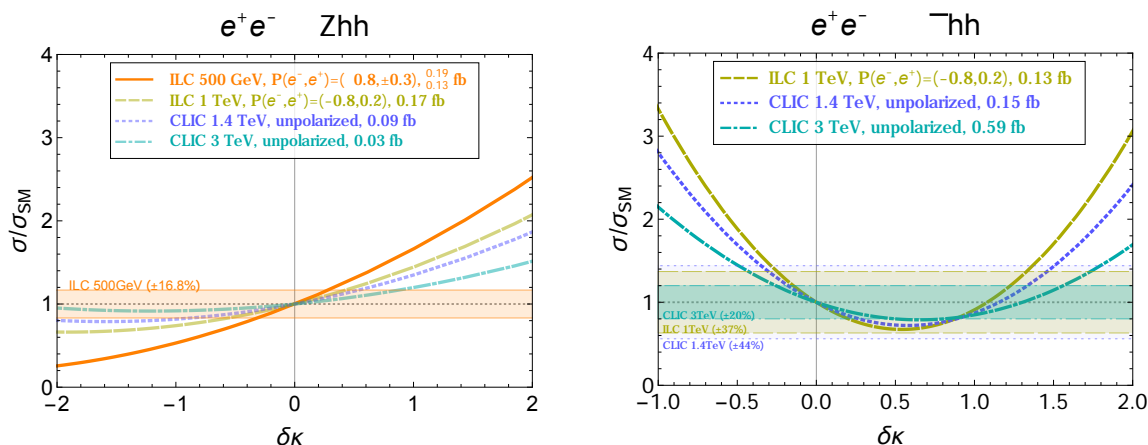 e⁺e⁻ Zhh
4
ILC 500 GeV, P(e⁻,e⁺)=( 0.8,±0.3), 0.19 0.13 fb
ILC 1 TeV, P(e⁻,e⁺)=(−0.8,0.2), 0.17 fb
CLIC 1.4 TeV, unpolarized, 0.09 fb
CLIC 3 TeV, unpolarized, 0.03 fb
3
2
σ/σSM
ILC 500GeV (±16.8%)
1
0
−2 −1 0 1 2
δκ
e⁺e⁻ ¯hh
4
ILC 1 TeV, P(e⁻,e⁺)=(−0.8,0.2), 0.13 fb
CLIC 1.4 TeV, unpolarized, 0.15 fb
CLIC 3 TeV, unpolarized, 0.59 fb
3
2
σ/σSM
1
CLIC 3TeV (±20%)
ILC 1TeV (±37%)
CLIC 1.4TeV (±44%)
0
−1.0 −0.5 0.0 0.5 1.0 1.5 2.0
δκ